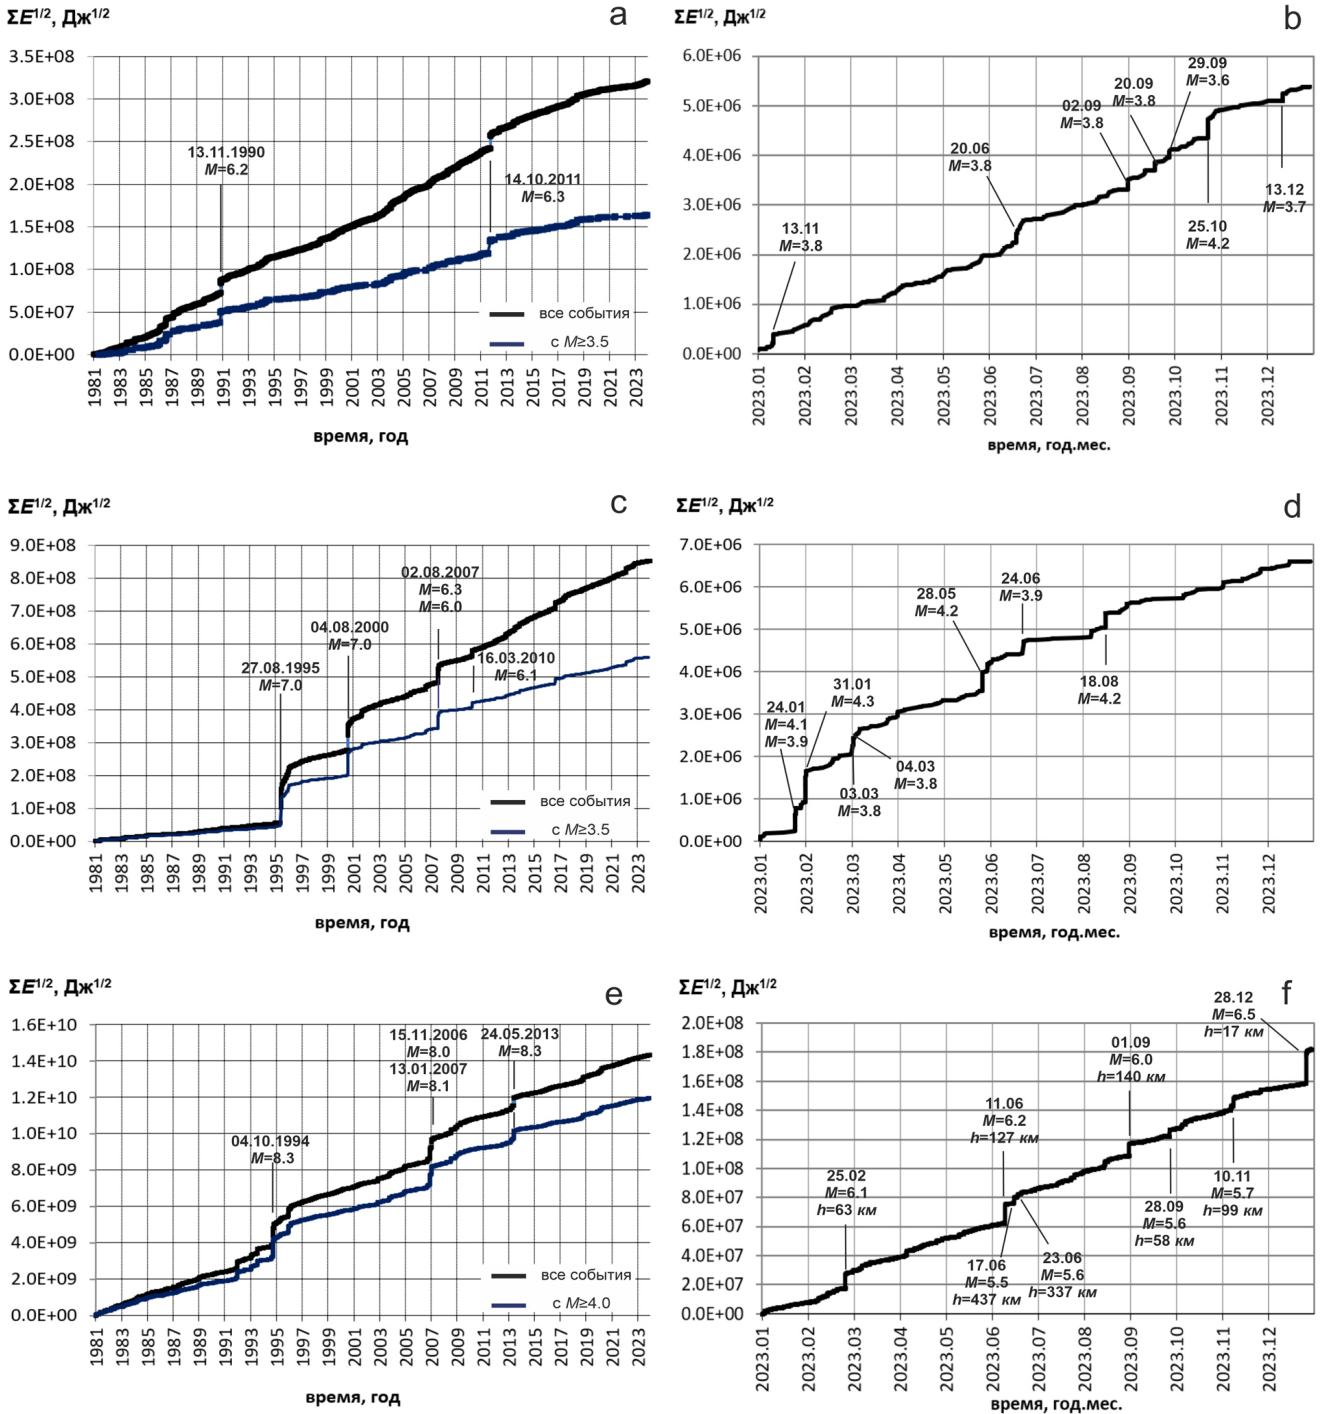 ΣE¹/², Дж¹/²
a
3.5E+08
3.0E+08
2.5E+08
2.0E+08
1.5E+08
1.0E+08
5.0E+07
0.0E+00
13.11.1990
M=6.2
14.10.2011
M=6.3
все события
с M≥3.5
1981 1983 1985 1987 1989 1991 1993 1995 1997 1999 2001 2003 2005 2007 2009 2011 2013 2015 2017 2019 2021 2023
время, год
ΣE¹/², Дж¹/²
b
6.0E+06
5.0E+06
4.0E+06
3.0E+06
2.0E+06
1.0E+06
0.0E+00
13.11
M=3.8
20.06
M=3.8
02.09
M=3.8
20.09
M=3.8
29.09
M=3.6
25.10
M=4.2
13.12
M=3.7
2023.01 2023.02 2023.03 2023.04 2023.05 2023.06 2023.07 2023.08 2023.09 2023.10 2023.11 2023.12
время, год.мес.
ΣE¹/², Дж¹/²
c
9.0E+08
8.0E+08
7.0E+08
6.0E+08
5.0E+08
4.0E+08
3.0E+08
2.0E+08
1.0E+08
0.0E+00
27.08.1995
M=7.0
04.08.2000
M=7.0
02.08.2007
M=6.3
M=6.0
16.03.2010
M=6.1
все события
с M≥3.5
1981 1983 1985 1987 1989 1991 1993 1995 1997 1999 2001 2003 2005 2007 2009 2011 2013 2015 2017 2019 2021 2023
время, год
ΣE¹/², Дж¹/²
d
7.0E+06
6.0E+06
5.0E+06
4.0E+06
3.0E+06
2.0E+06
1.0E+06
0.0E+00
24.01
M=4.1
M=3.9
31.01
M=4.3
03.03
M=3.8
04.03
M=3.8
28.05
M=4.2
24.06
M=3.9
18.08
M=4.2
2023.01 2023.02 2023.03 2023.04 2023.05 2023.06 2023.07 2023.08 2023.09 2023.10 2023.11 2023.12
время, год.мес.
ΣE¹/², Дж¹/²
e
1.6E+10
1.4E+10
1.2E+10
1.0E+10
8.0E+09
6.0E+09
4.0E+09
2.0E+09
0.0E+00
04.10.1994
M=8.3
15.11.2006
M=8.0
13.01.2007
M=8.1
24.05.2013
M=8.3
все события
с M≥4.0
1981 1983 1985 1987 1989 1991 1993 1995 1997 1999 2001 2003 2005 2007 2009 2011 2013 2015 2017 2019 2021 2023
время, год
ΣE¹/², Дж¹/²
f
2.0E+08
1.8E+08
1.6E+08
1.4E+08
1.2E+08
1.0E+08
8.0E+07
6.0E+07
4.0E+07
2.0E+07
0.0E+00
25.02
M=6.1
h=63 км
11.06
M=6.2
h=127 км
17.06
M=5.5
h=437 км
23.06
M=5.6
h=337 км
01.09
M=6.0
h=140 км
28.09
M=5.6
h=58 км
10.11
M=5.7
h=99 км
28.12
M=6.5
h=17 км
2023.01 2023.02 2023.03 2023.04 2023.05 2023.06 2023.07 2023.08 2023.09 2023.10 2023.11 2023.12
время, год.мес.